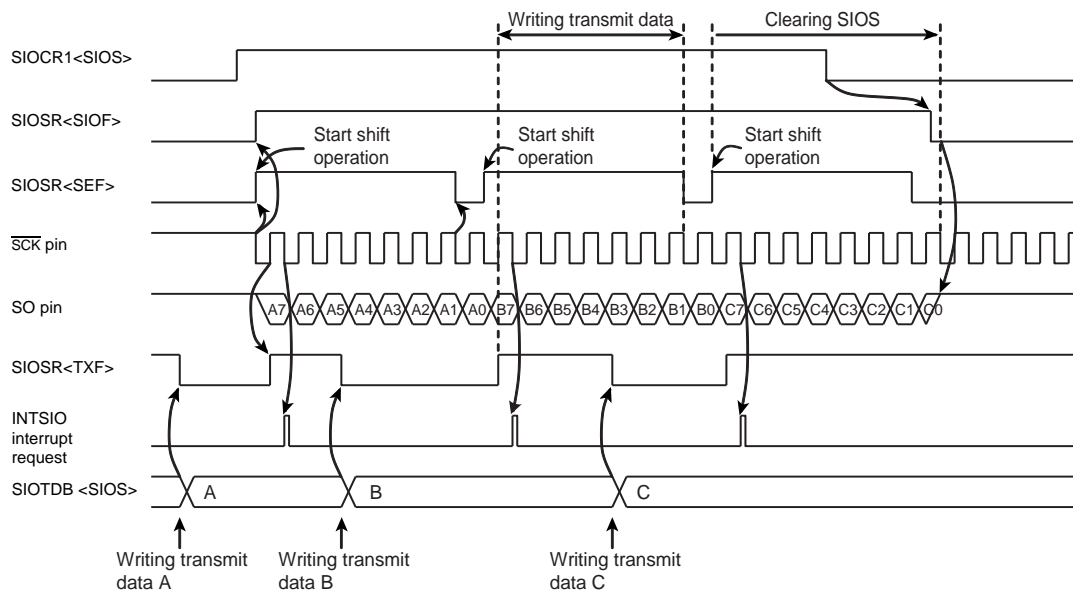 Writing transmit data
Clearing SIOS
SIOCR1<SIOS>
SIOSR<SIOF>
Start shift
operation
Start shift
operation
Start shift
operation
SIOSR<SEF>
SCK pin
SO pin
A7 A6 A5 A4 A3 A2 A1 A0 B7 B6 B5 B4 B3 B2 B1 B0 C7 C6 C5 C4 C3 C2 C1 C0
SIOSR<TXF>
INTSIO
interrupt
request
SIOTDB <SIOS>
A
B
C
Writing transmit
data A
Writing transmit
data B
Writing transmit
data C